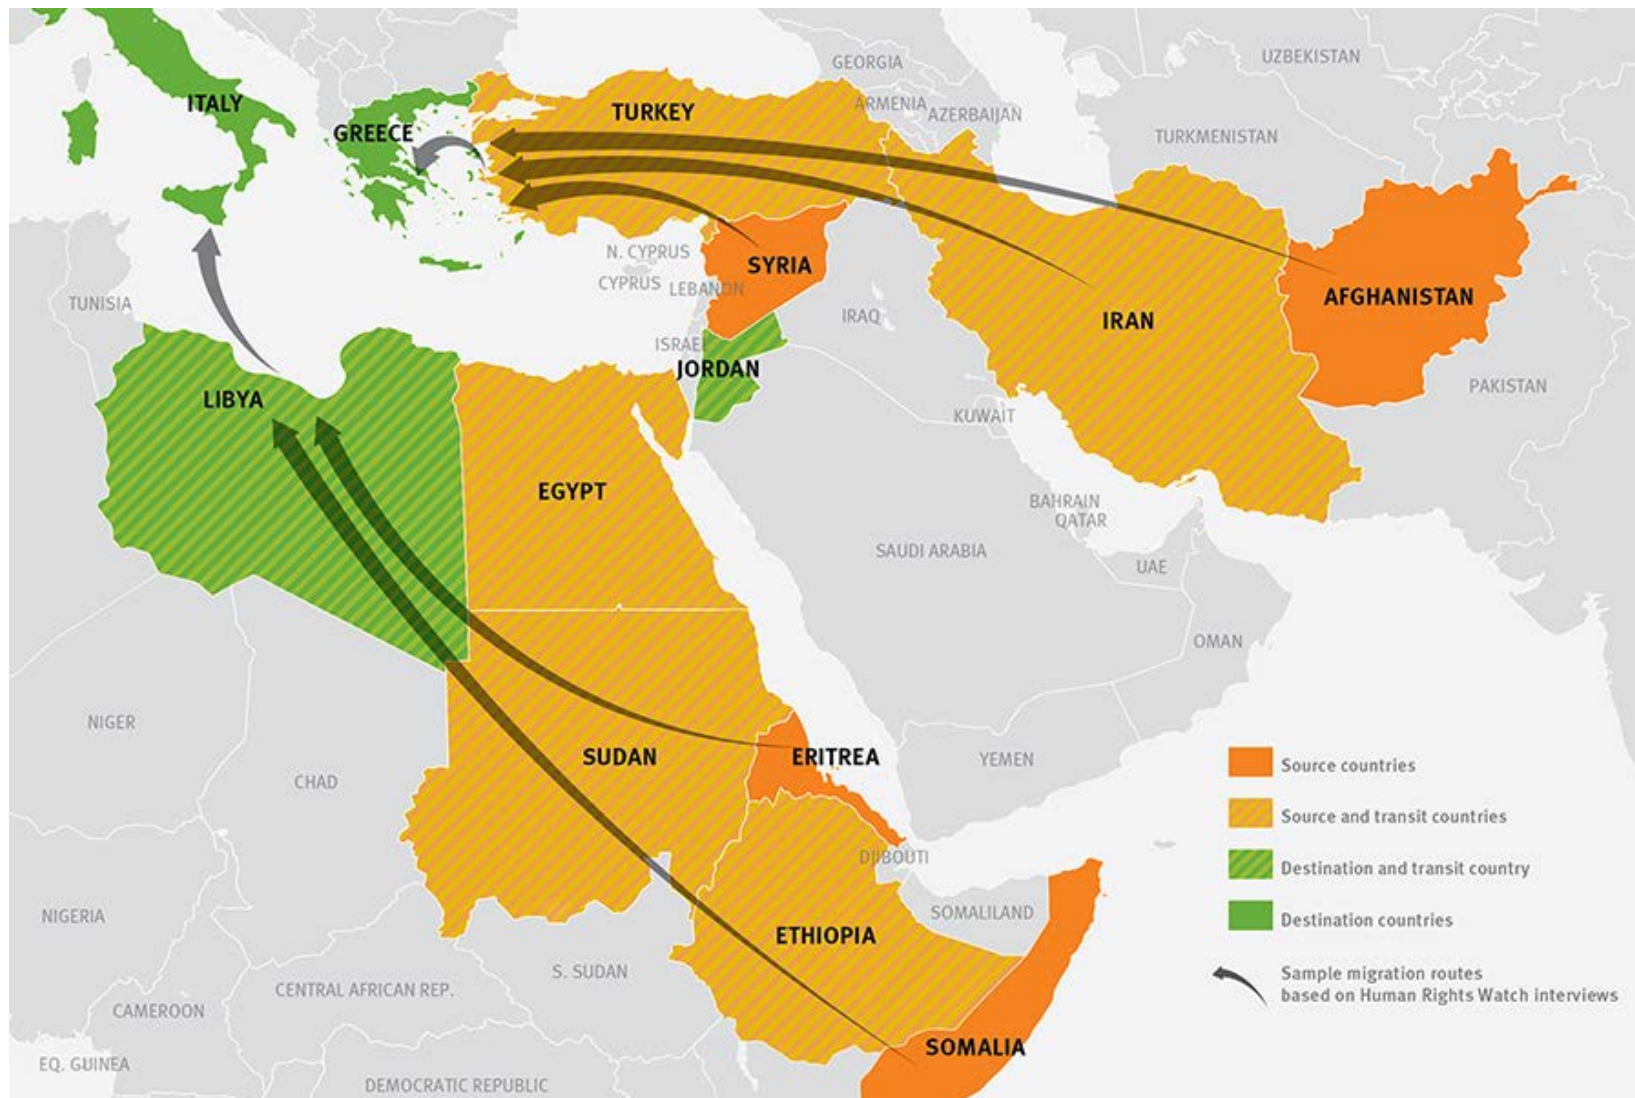 UZBEKISTAN
GEORGIA
ITALY
ARMENIA
TURKEY
AZERBAIJAN
GREECE
TURKMENISTAN
N. CYPRUS
SYRIA
CYPRUS
LEBANON
AFGHANISTAN
TUNISIA
IRAQ
IRAN
ISRAEL
JORDAN
PAKISTAN
LIBYA
KUWAIT
EGYPT
BAHRAIN
QATAR
SAUDI ARABIA
UAE
OMAN
NIGER
SUDAN
ERITREA
YEMEN
CHAD
DJIBOUTI
NIGERIA
SOMALILAND
ETHIOPIA
S. SUDAN
CENTRAL AFRICAN REP.
CAMEROON
SOMALIA
EQ. GUINEA
DEMOCRATIC REPUBLIC
Source countries
Source and transit countries
Destination and transit country
Destination countries
Sample migration routes
based on Human Rights Watch interviews